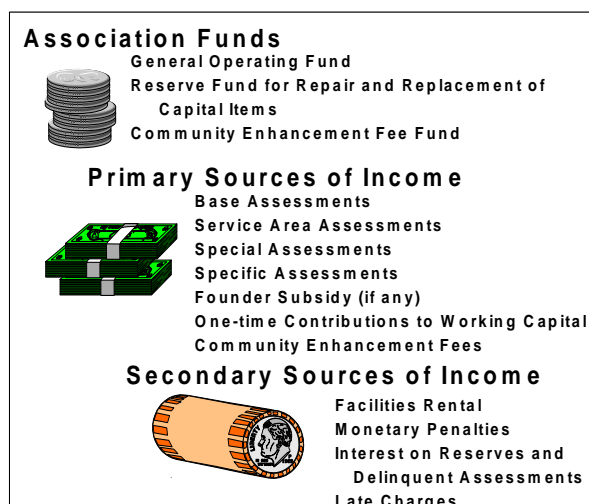 Association Funds
General Operating Fund
Reserve Fund for Repair and Replacement of
Capital Items
Community Enhancement Fee Fund
Primary Sources of Income
Base Assessments
Service Area Assessments
Special Assessments
Specific Assessments
Founder Subsidy (if any)
One-time Contributions to Working Capital
Community Enhancement Fees
Secondary Sources of Income
Facilities Rental
Monetary Penalties
Interest on Reserves and
Delinquent Assessments
Late Charges